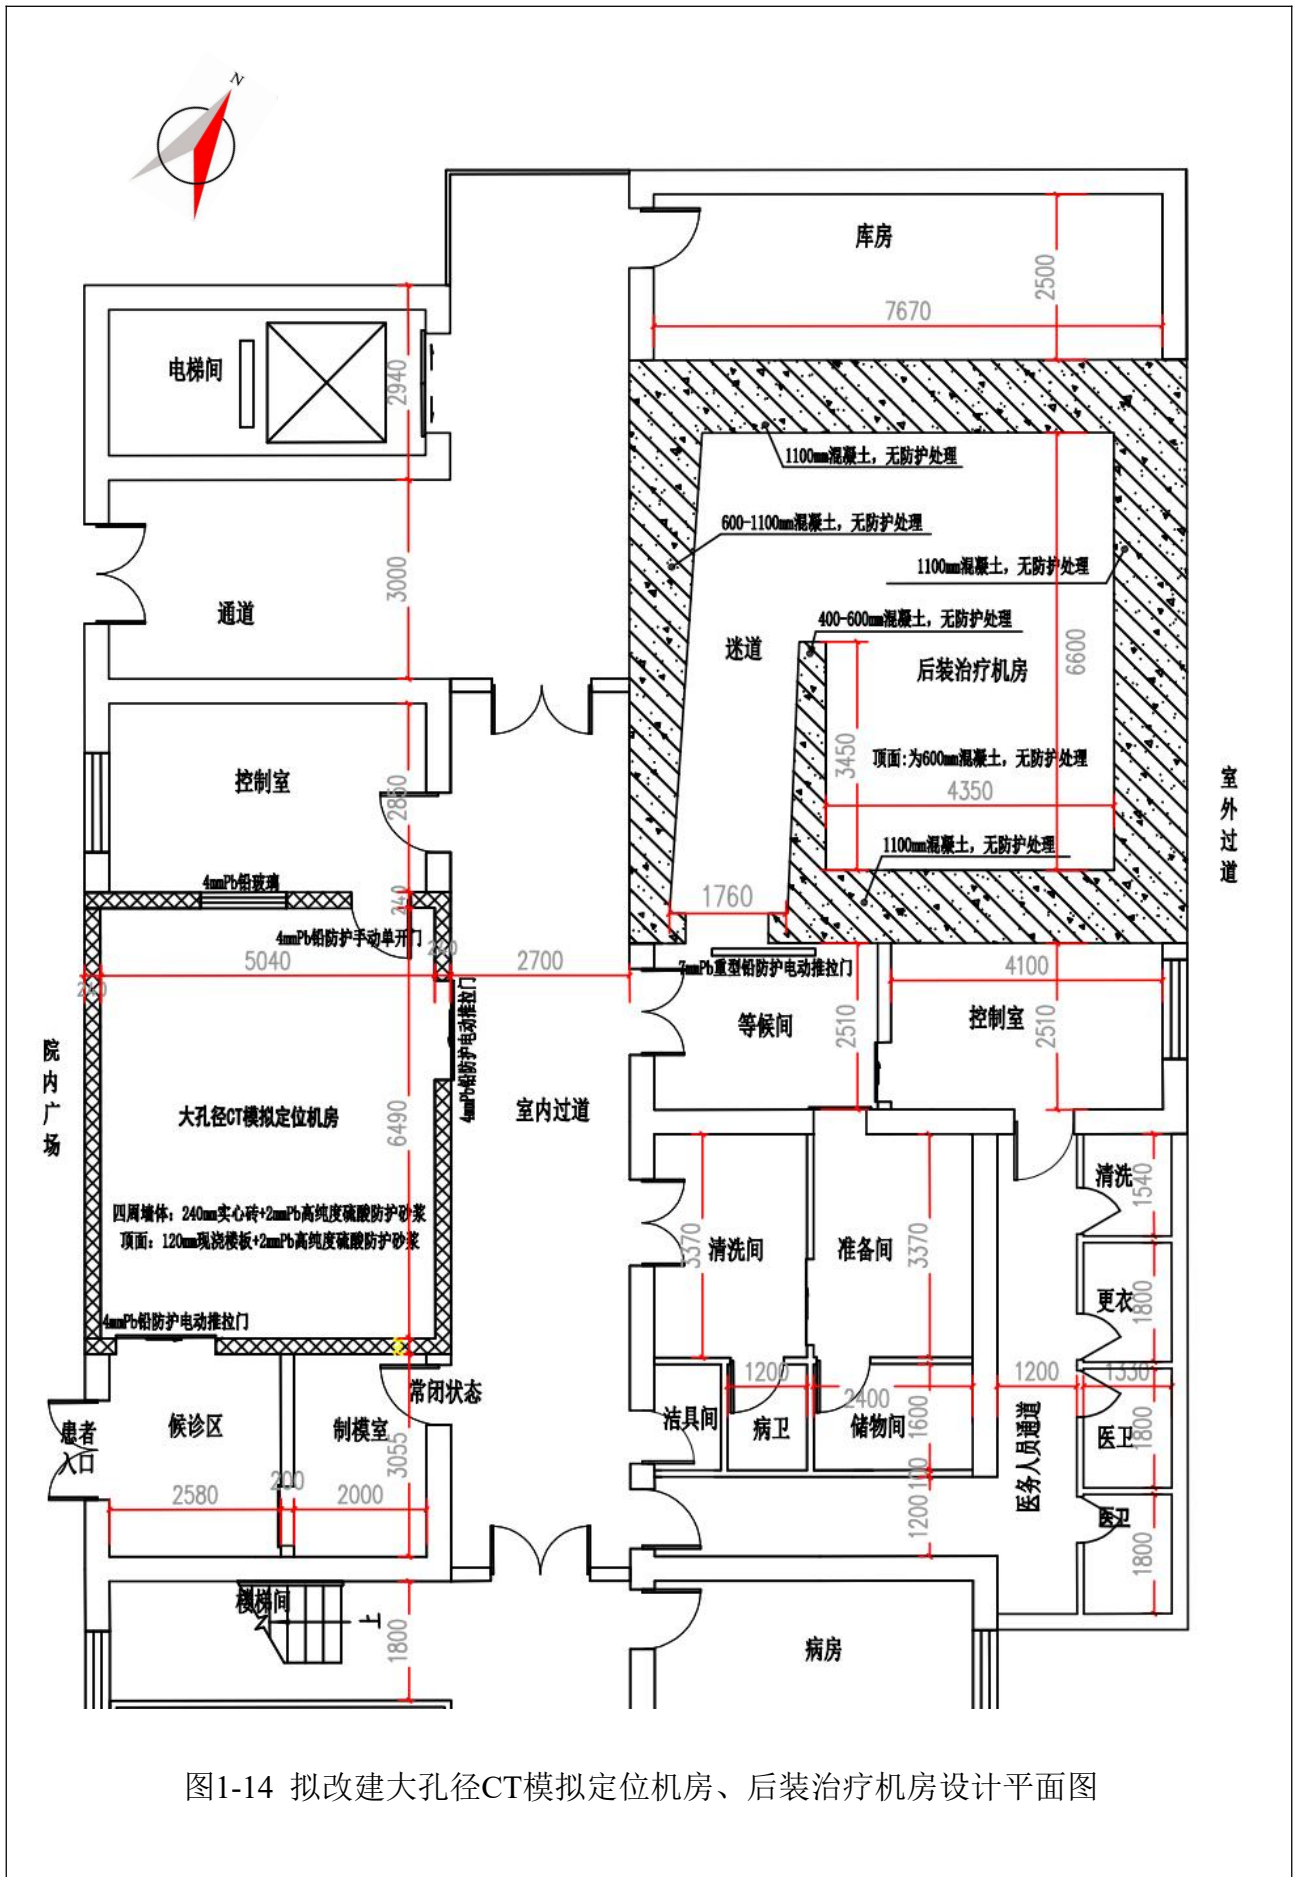 N
库房
2500
7670
电梯间
2940
1100mm混凝土，无防护处理
600-1100mm混凝土，无防护处理
1100mm混凝土，无防护处理
3000
通道
400-600mm混凝土，无防护处理
迷道
6600
后装治疗机房
3450
顶面:为600mm混凝土，无防护处理
控制室
2850
4350
室外过道
1100mm混凝土，无防护处理
4mmPb铅玻璃
240
1760
4mmPb铅防护手动单开门
240
5040
2700
7mmPb重型铅防护电动推拉门
4100
240
4mmPb铅防护电动推拉门
等候间
2510
控制室
2510
院内广场
大孔径CT模拟定位机房
6490
室内过道
清洗
1540
四周墙体：240mm实心砖+2mmPb高纯度硫酸防护砂浆
顶面：120mm现浇楼板+2mmPb高纯度硫酸防护砂浆
3370
清洗间
准备间
3370
更衣
1800
4mmPb铅防护电动推拉门
常闭状态
1200
2400
1200
1330
患者入口
候诊区
制模室
3055
洁具间
病卫
储物间
1600
医务人员通道
医卫
1800
2580
200
2000
100
1200
医卫
1800
楼梯间
上
1800
病房
图1-14 拟改建大孔径CT模拟定位机房、后装治疗机房设计平面图